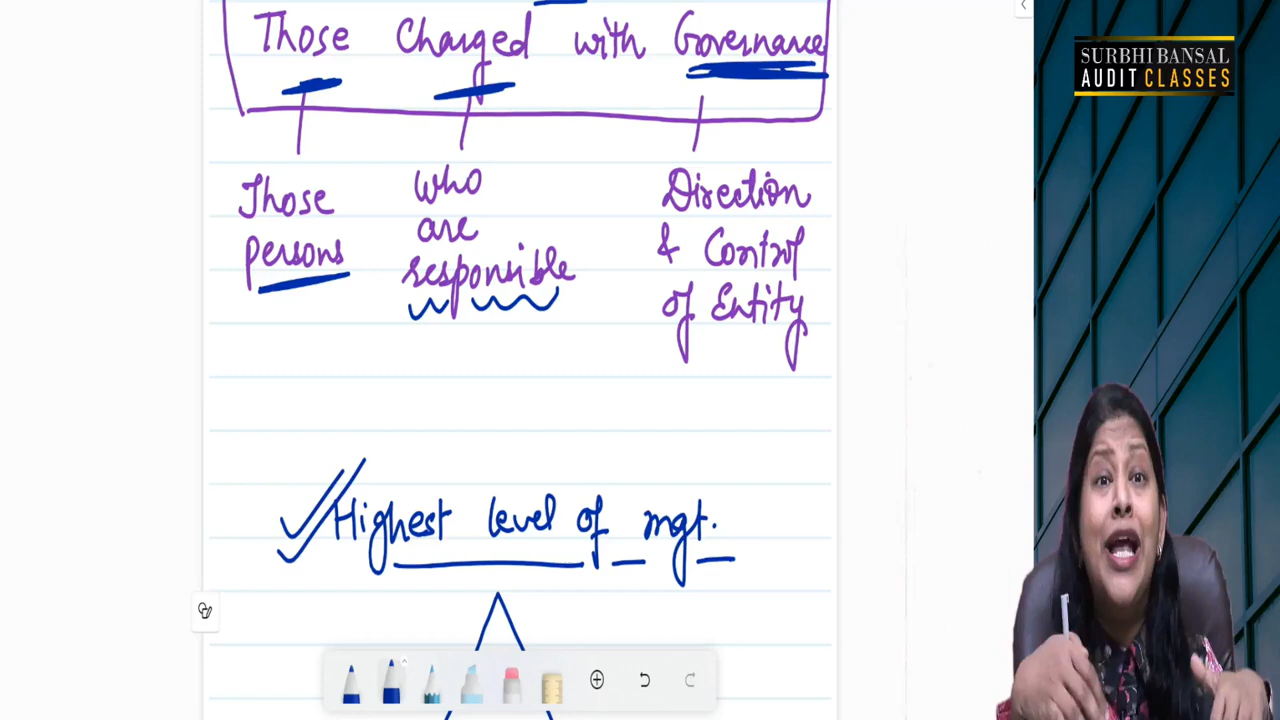 Those Charged with Governance
Those persons
who are responsible
Direction & Control of Entity
Highest level of mgt.
SURBHI BANSAL
AUDIT CLASSES